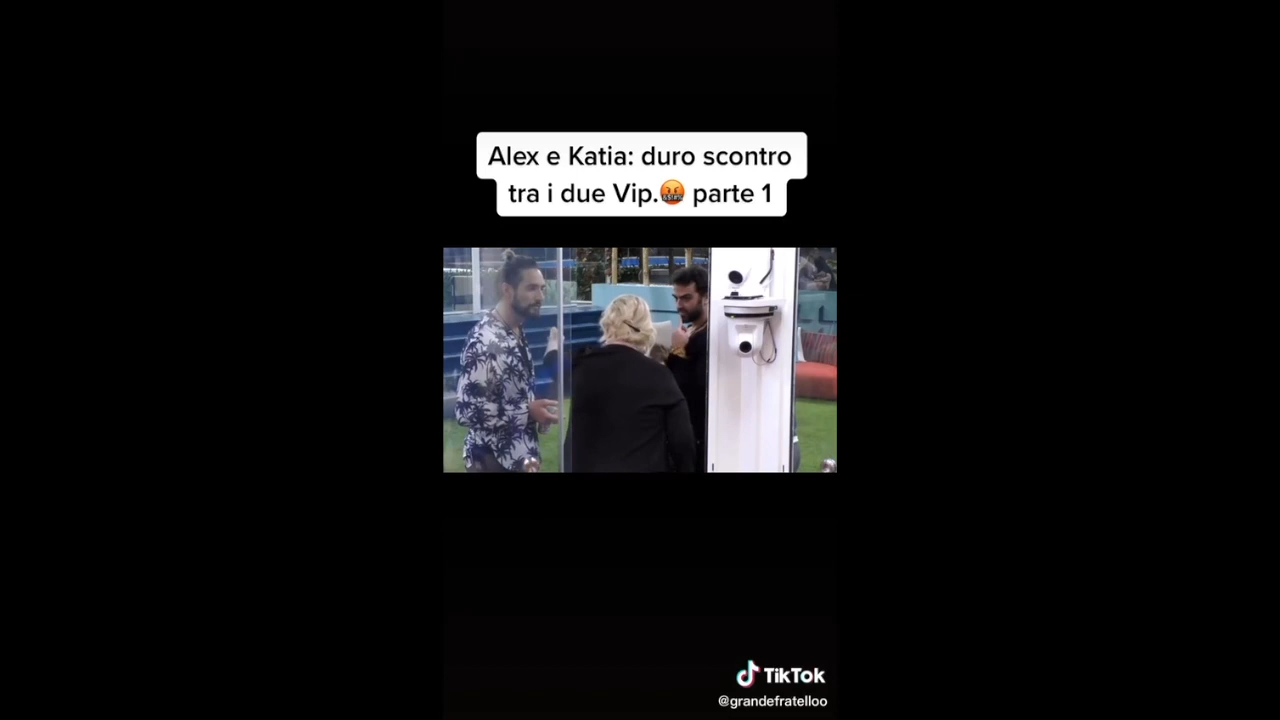 Alex e Katia: duro scontro
tra i due Vip.🤬 parte 1
TikTok
@grandefratelloo